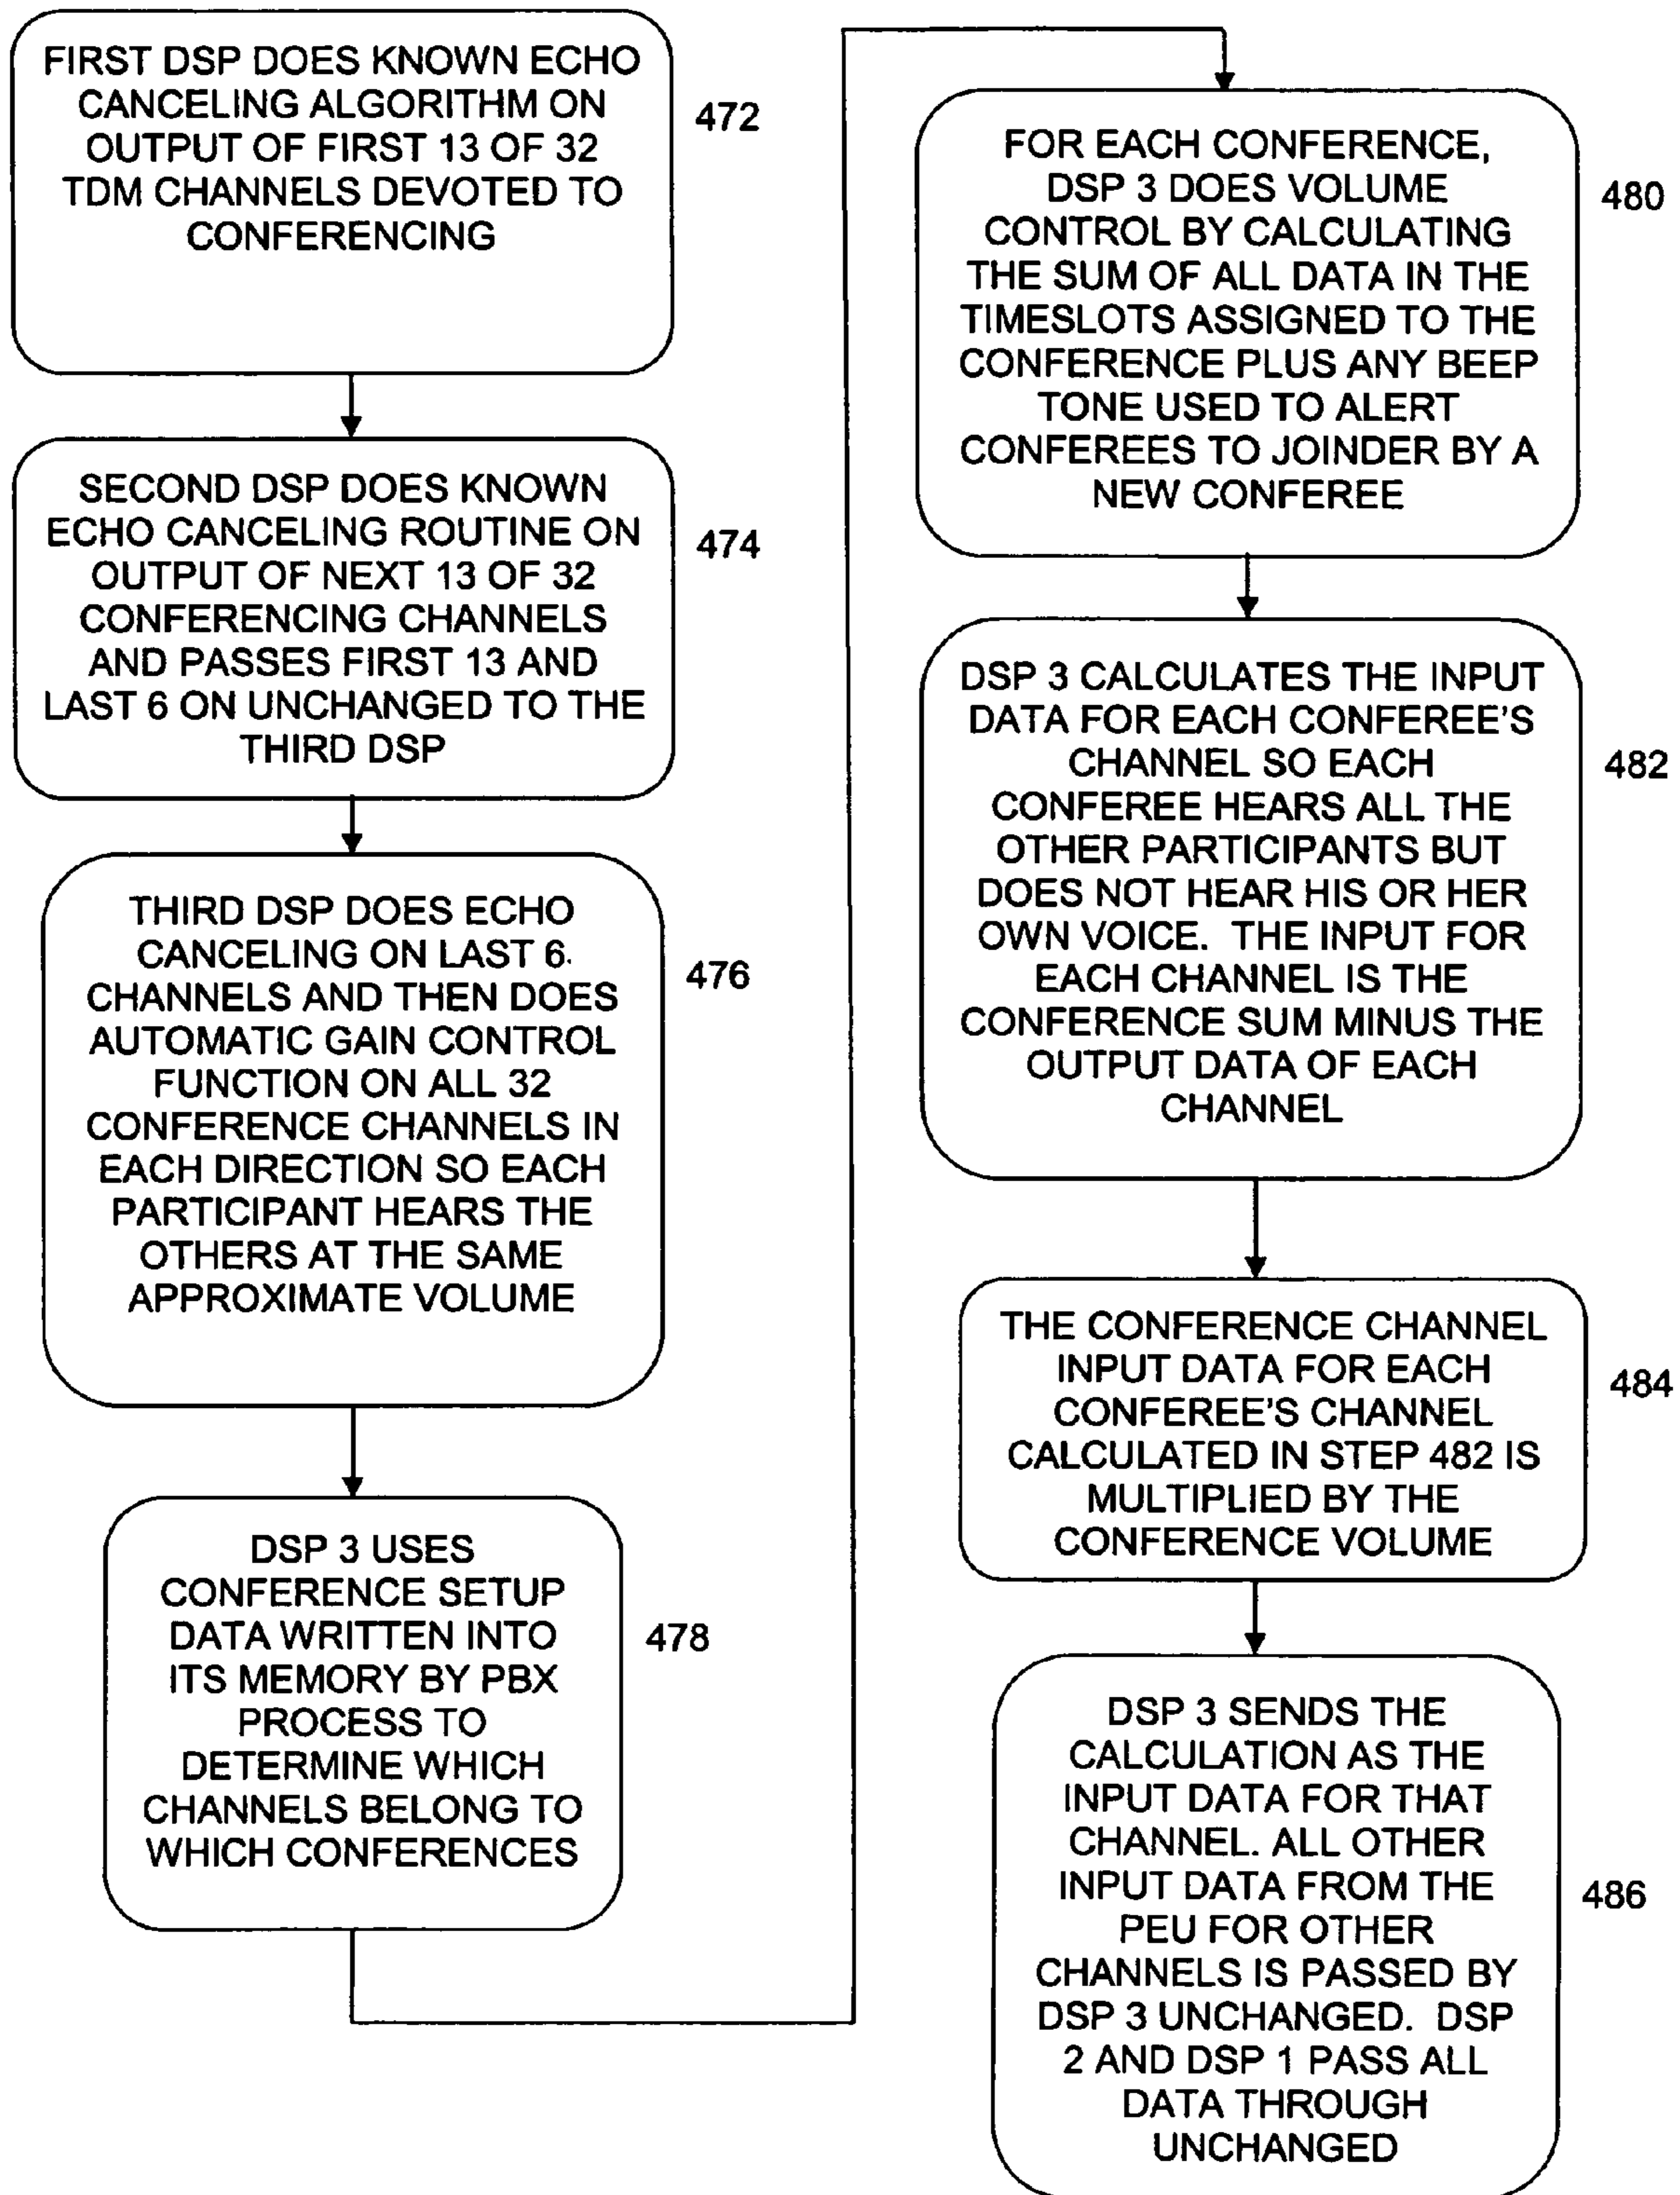 FIRST DSP DOES KNOWN ECHO
CANCELING ALGORITHM ON
OUTPUT OF FIRST 13 OF 32
TDM CHANNELS DEVOTED TO
CONFERENCING
472
SECOND DSP DOES KNOWN
ECHO CANCELING ROUTINE ON
OUTPUT OF NEXT 13 OF 32
CONFERENCING CHANNELS
AND PASSES FIRST 13 AND
LAST 6 ON UNCHANGED TO THE
THIRD DSP
474
THIRD DSP DOES ECHO
CANCELING ON LAST 6.
CHANNELS AND THEN DOES
AUTOMATIC GAIN CONTROL
FUNCTION ON ALL 32
CONFERENCE CHANNELS IN
EACH DIRECTION SO EACH
PARTICIPANT HEARS THE
OTHERS AT THE SAME
APPROXIMATE VOLUME
476
DSP 3 USES
CONFERENCE SETUP
DATA WRITTEN INTO
ITS MEMORY BY PBX
PROCESS TO
DETERMINE WHICH
CHANNELS BELONG TO
WHICH CONFERENCES
478
FOR EACH CONFERENCE,
DSP 3 DOES VOLUME
CONTROL BY CALCULATING
THE SUM OF ALL DATA IN THE
TIMESLOTS ASSIGNED TO THE
CONFERENCE PLUS ANY BEEP
TONE USED TO ALERT
CONFEREES TO JOINDER BY A
NEW CONFEREE
480
DSP 3 CALCULATES THE INPUT
DATA FOR EACH CONFEREE'S
CHANNEL SO EACH
CONFEREE HEARS ALL THE
OTHER PARTICIPANTS BUT
DOES NOT HEAR HIS OR HER
OWN VOICE. THE INPUT FOR
EACH CHANNEL IS THE
CONFERENCE SUM MINUS THE
OUTPUT DATA OF EACH
CHANNEL
482
THE CONFERENCE CHANNEL
INPUT DATA FOR EACH
CONFEREE'S CHANNEL
CALCULATED IN STEP 482 IS
MULTIPLIED BY THE
CONFERENCE VOLUME
484
DSP 3 SENDS THE
CALCULATION AS THE
INPUT DATA FOR THAT
CHANNEL. ALL OTHER
INPUT DATA FROM THE
PEU FOR OTHER
CHANNELS IS PASSED BY
DSP 3 UNCHANGED. DSP
2 AND DSP 1 PASS ALL
DATA THROUGH
UNCHANGED
486